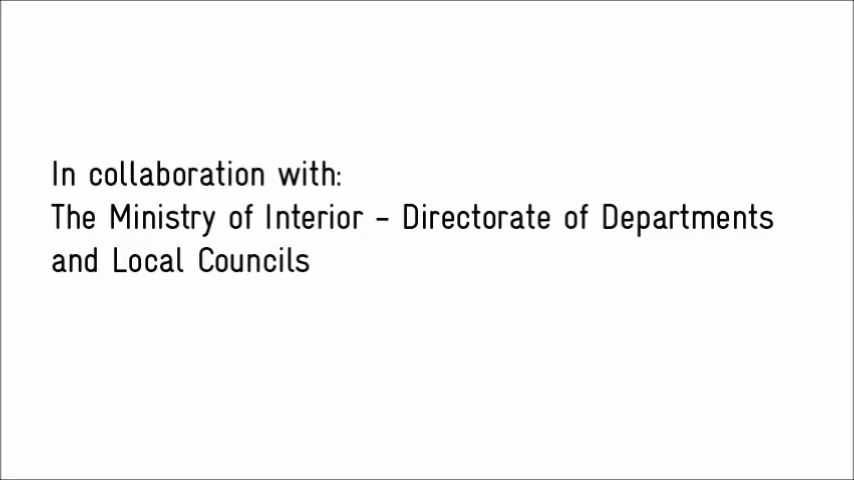 In collaboration with:
The Ministry of Interior - Directorate of Departments
and Local Councils